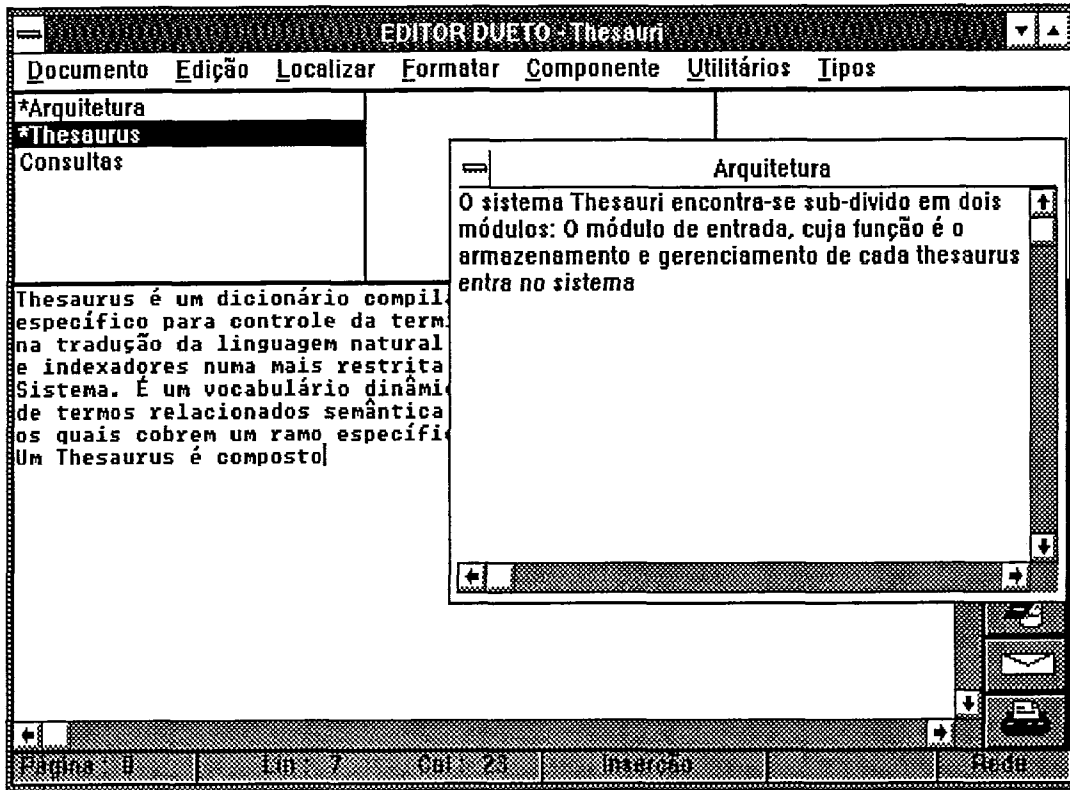 EDITOR DUETO - Thesauri
Documento Edição Localizar Formatar Componente Utilitários Tipos
*Arquitetura
*Thesaurus
Consultas
Arquitetura
O sistema Thesauri encontra-se sub-divido em dois
módulos: O módulo de entrada, cuja função é o
armazenamento e gerenciamento de cada thesaurus
entra no sistema
Thesaurus é um dicionário compil
específico para controle da term
na tradução da linguagem natural
e indexadores numa mais restrita
Sistema. É um vocabulário dinâmi
de termos relacionados semântica
os quais cobrem um ramo específi
Um Thesaurus é composto
Página : 0 Lin : 7 Col : 23 Inserção Rede